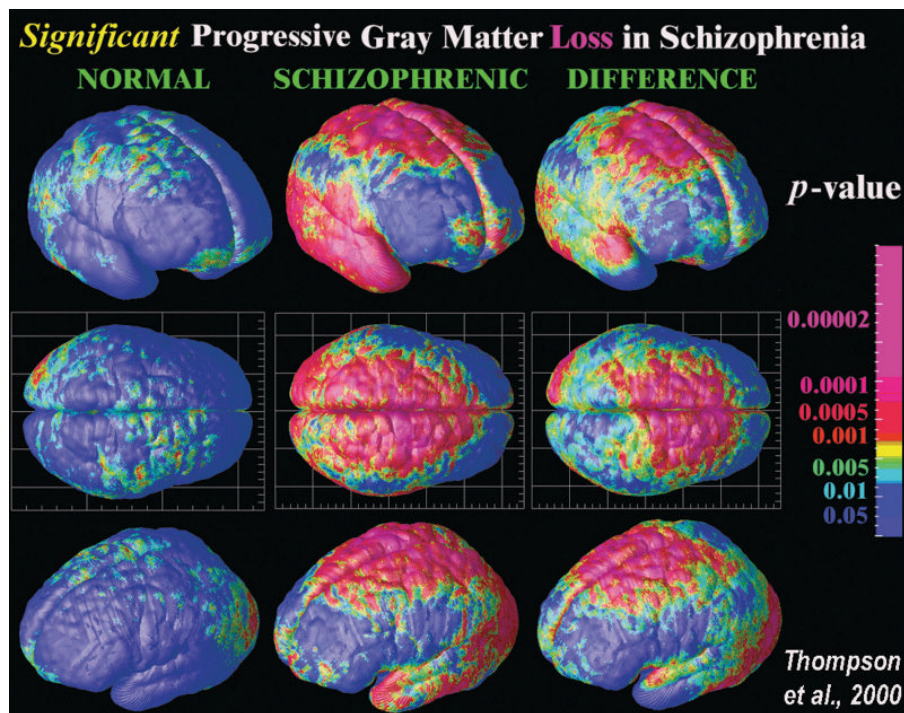 Significant Progressive Gray Matter Loss in Schizophrenia
NORMAL SCHIZOPHRENIC DIFFERENCE
p-value
0.00002
0.0001
0.0005
0.001
0.005
0.01
0.05
Thompson
et al., 2000